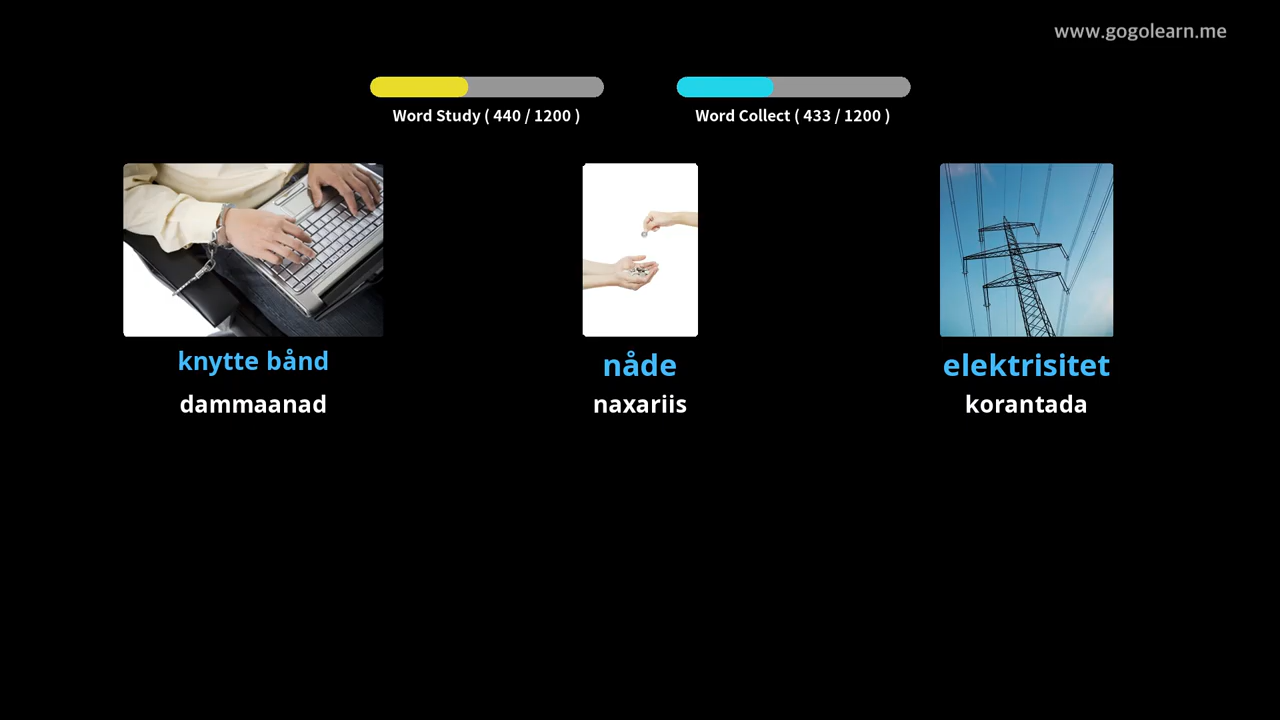 www.gogolearn.me
Word Study ( 440 / 1200 )
Word Collect ( 433 / 1200 )
knytte bånd
dammaanad
nåde
naxariis
elektrisitet
korantada